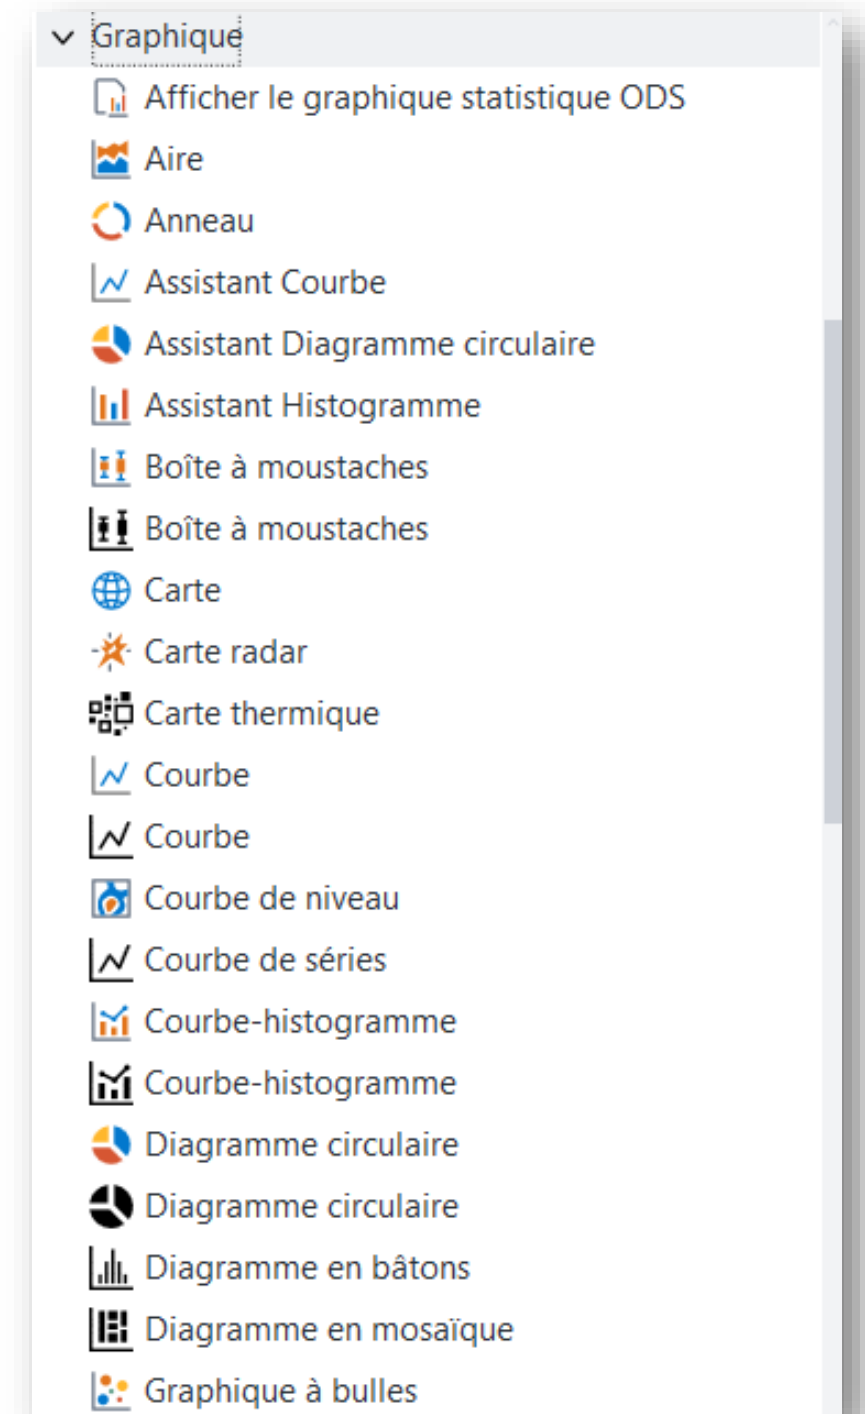 Graphique
Afficher le graphique statistique ODS
Aire
Anneau
Assistant Courbe
Assistant Diagramme circulaire
Assistant Histogramme
Boîte à moustaches
Boîte à moustaches
Carte
Carte radar
Carte thermique
Courbe
Courbe
Courbe de niveau
Courbe de séries
Courbe-histogramme
Courbe-histogramme
Diagramme circulaire
Diagramme circulaire
Diagramme en bâtons
Diagramme en mosaïque
Graphique à bulles